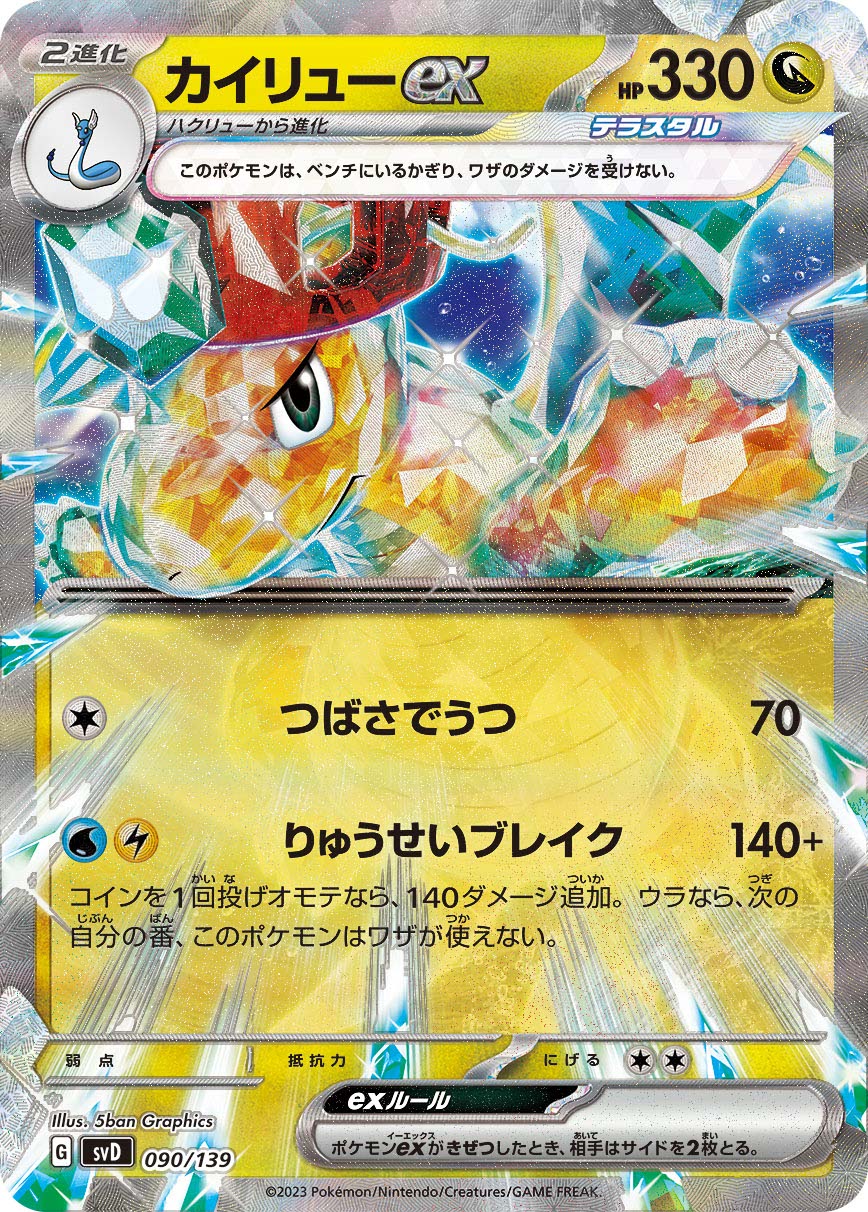 2進化
カイリューex
HP330
ハクリューから進化
テラスタル
このポケモンは、ベンチにいるかぎり、ワザのダメージを受けない。
つばさでうつ 70
りゅうせいブレイク 140+
コインを1回投げオモテなら、140ダメージ追加。ウラなら、次の
自分の番、このポケモンはワザが使えない。
弱点 抵抗力 にげる
exルール
ポケモンexがきぜつしたとき、相手はサイドを2枚とる。
Illus. 5ban Graphics
G svD 090/139
©2023 Pokémon/Nintendo/Creatures/GAME FREAK.